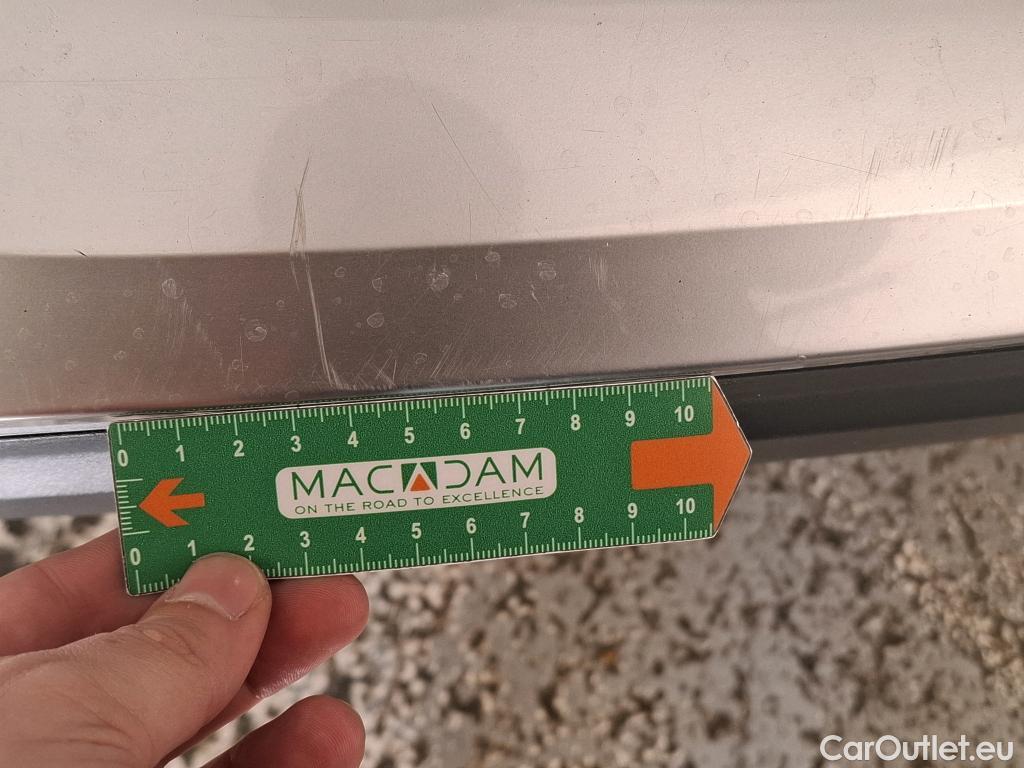 0 1 2 3 4 5 6 7 8 9 10
MACADAM
ON THE ROAD TO EXCELLENCE
0 1 2 3 4 5 6 7 8 9 10
CarOutlet.eu